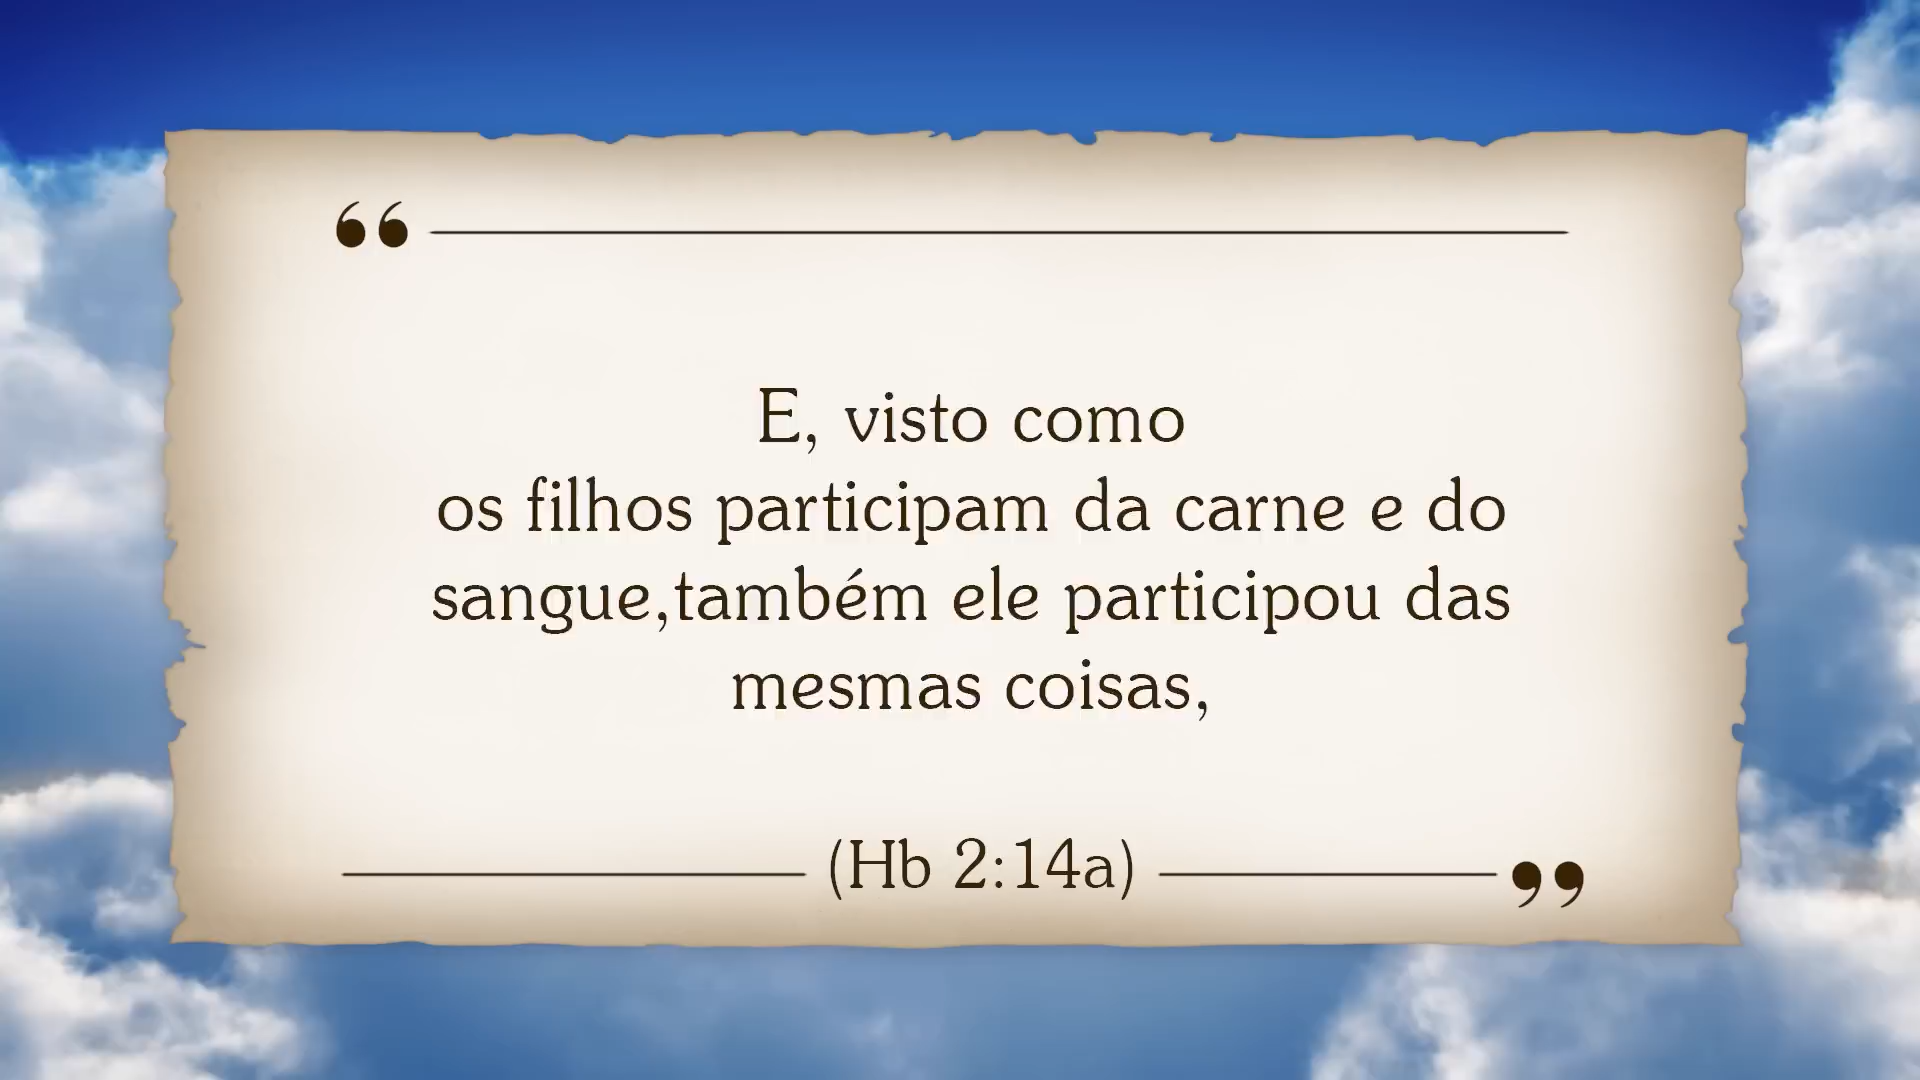 “
E, visto como
os filhos participam da carne e do
sangue,também ele participou das
mesmas coisas,
(Hb 2:14a)
”